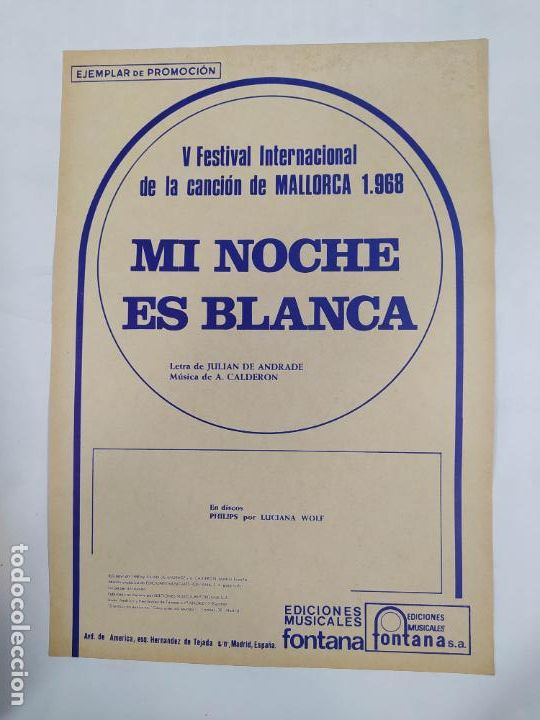 EJEMPLAR DE PROMOCIÓN
V Festival Internacional
de la canción de MALLORCA 1.968
MI NOCHE
ES BLANCA
Letra de JULIAN DE ANDRADE
Música de A. CALDERON
En discos
PHILIPS por LUCIANA WOLF
EDICIONES
MUSICALES
fontana
EDICIONES
MUSICALES
fontana s.a.
Avd. de America, esq. Hernandez de Tejada s/n, Madrid, España.
todocoleccion